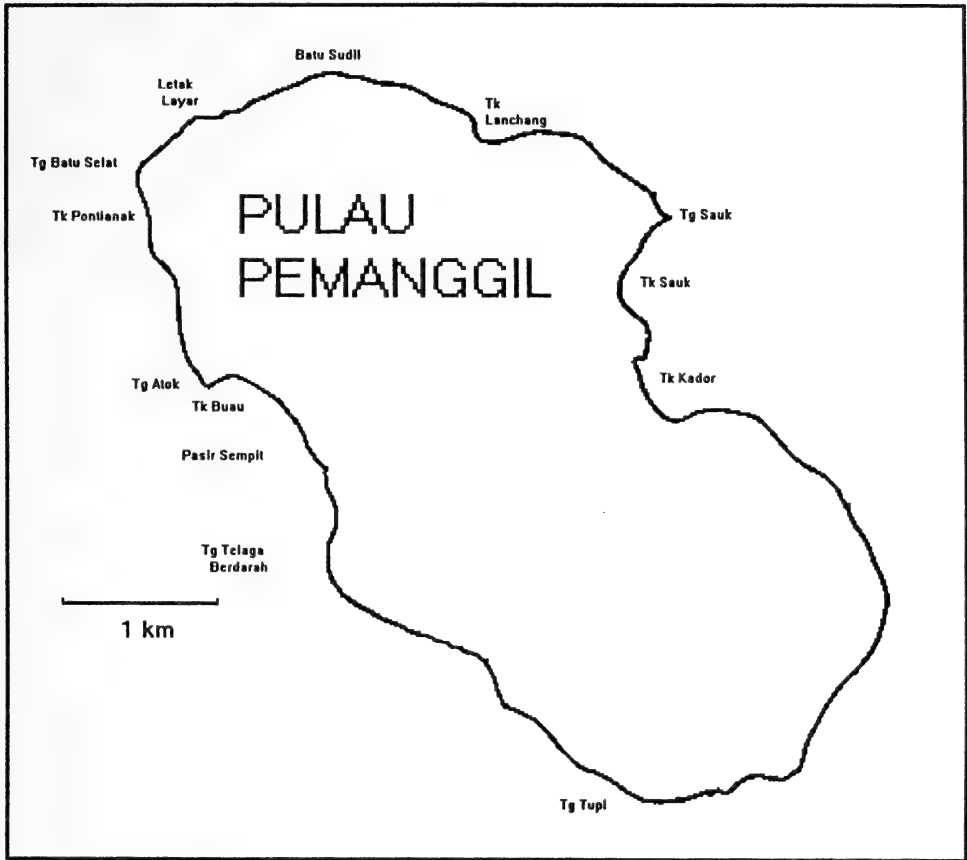 Batu Sudii
Letak
Layar
Tk
Lanchang
Tg Batu Selat
Tk Pontianak
PULAU
PEMANGGIL
Tg Sauk
Tk Sauk
Tg Atok
Tk Buau
Tk Kador
Pasir Sempit
Tg Telaga
Berdarah
1 km
Tg Tupi